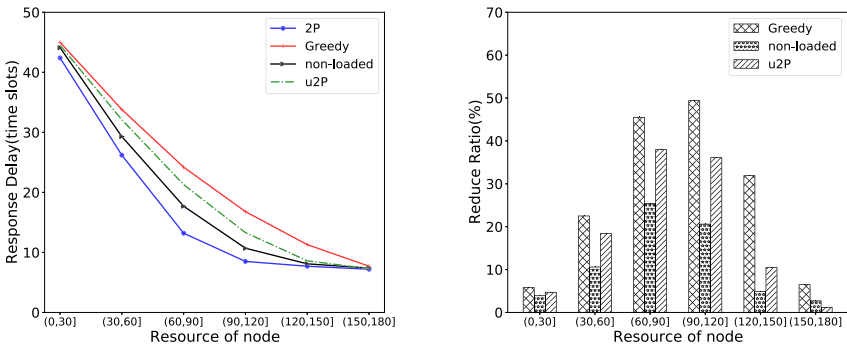 50
40
30
20
10
0
Response Delay(time slots)
2P
Greedy
non-loaded
u2P
(0,30] (30,60] (60,90] (90,120] (120,150] (150,180]
Resource of node
70
60
50
40
30
20
10
0
Reduce Ratio(%)
Greedy
non-loaded
u2P
(0,30] (30,60] (60,90] (90,120] (120,150] (150,180]
Resource of node